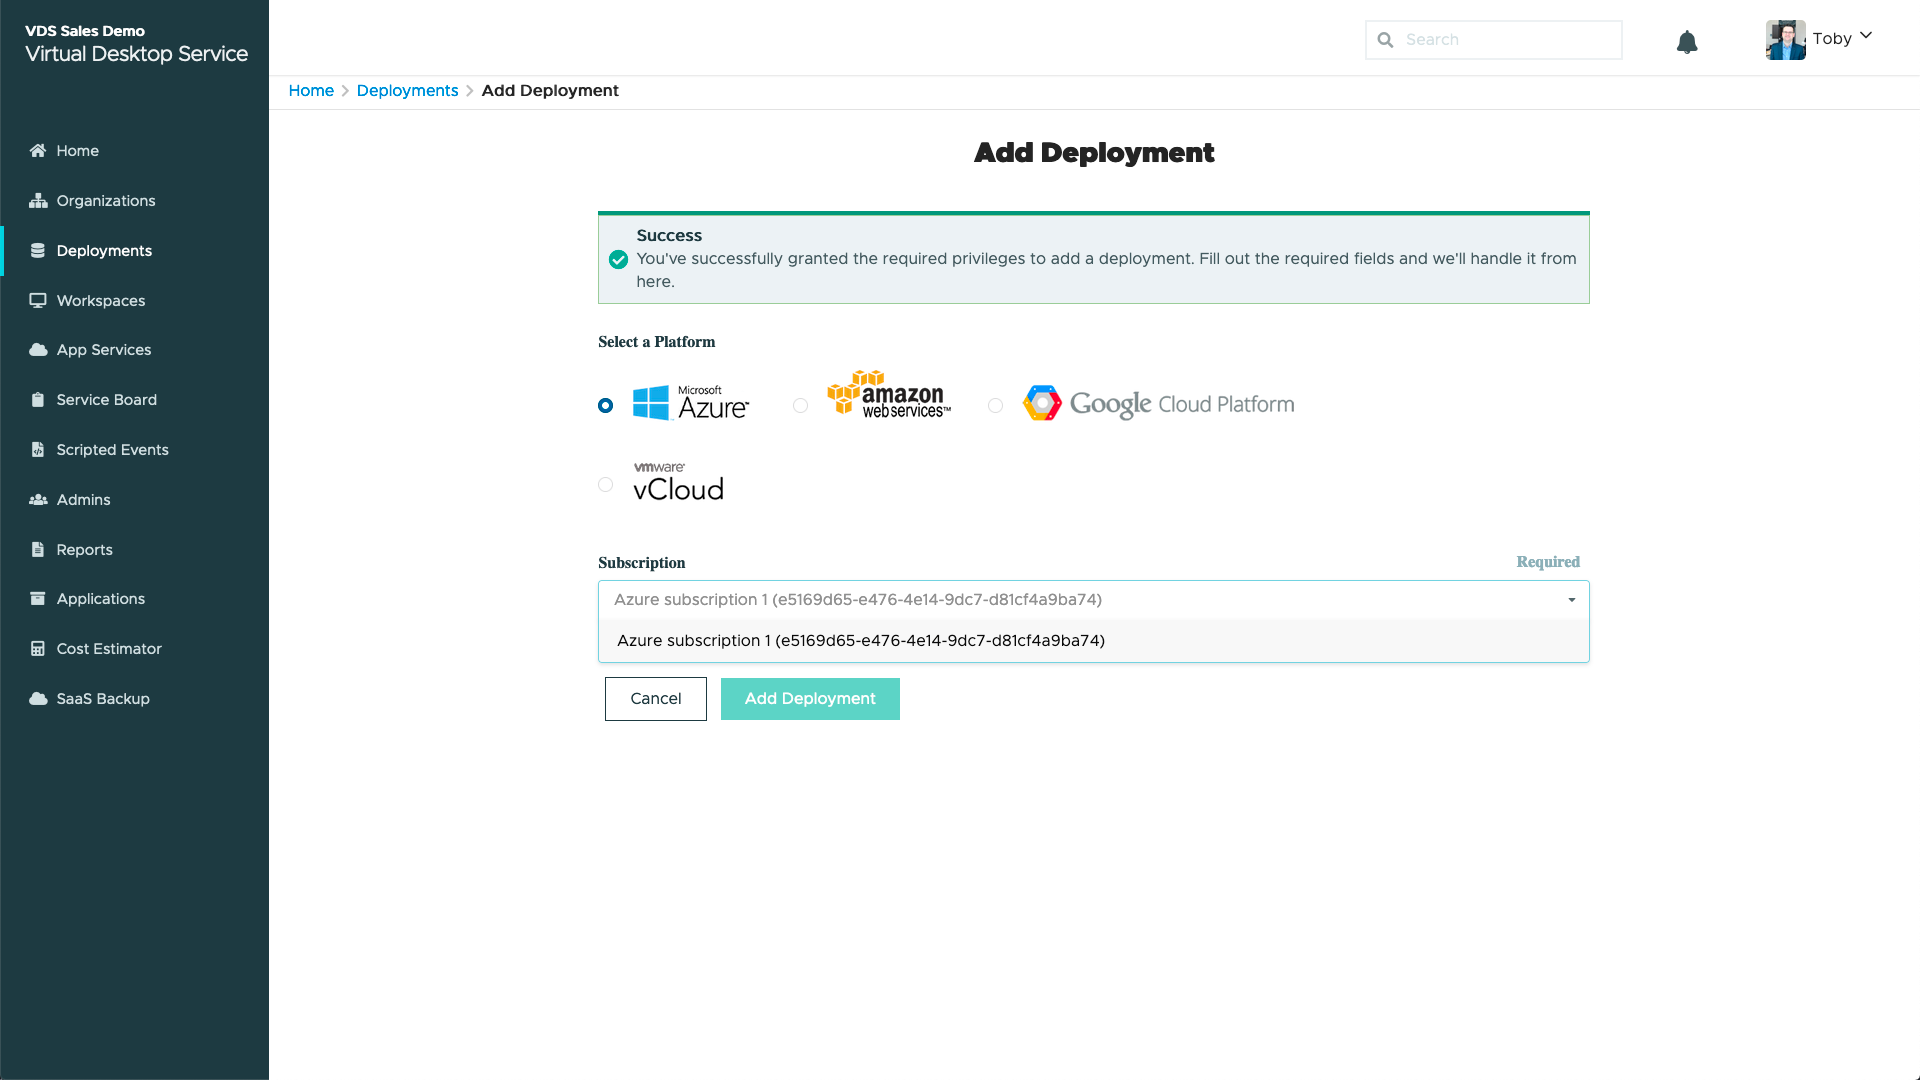 VDS Sales Demo
Virtual Desktop Service
Search
Toby
Home > Deployments > Add Deployment
Home
Organizations
Deployments
Workspaces
App Services
Service Board
Scripted Events
Admins
Reports
Applications
Cost Estimator
SaaS Backup
Add Deployment
Success
You've successfully granted the required privileges to add a deployment. Fill out the required fields and we'll handle it from
here.
Select a Platform
Microsoft
Azure™
amazon
web services™
Google Cloud Platform
vmware®
vCloud
Subscription
Required
Azure subscription 1 (e5169d65-e476-4e14-9dc7-d81cf4a9ba74)
Azure subscription 1 (e5169d65-e476-4e14-9dc7-d81cf4a9ba74)
Cancel
Add Deployment